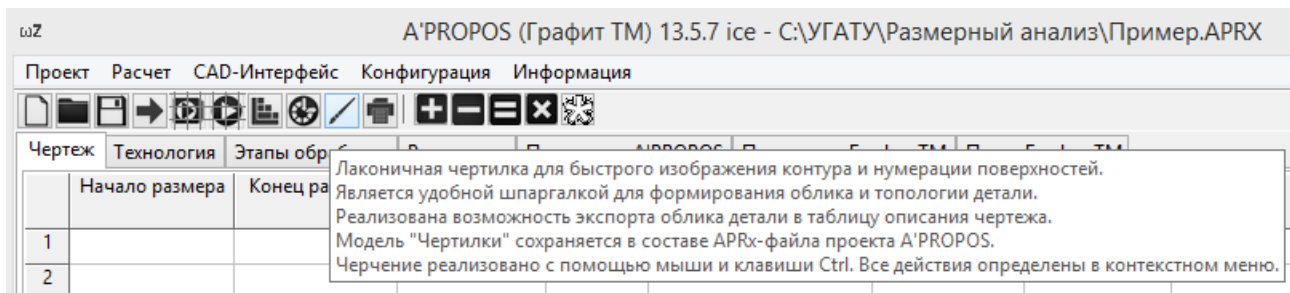 ωZ A'PROPOS (Графит ТМ) 13.5.7 ice - C:\УГАТУ\Размерный анализ\Пример.APRX
Проект Расчет CAD-Интерфейс Конфигурация Информация
Чертеж Технология Этапы обр
Лаконичная чертилка для быстрого изображения контура и нумерации поверхностей.
Начало размера Конец ра
Является удобной шпаргалкой для формирования облика и топологии детали.
Реализована возможность экспорта облика детали в таблицу описания чертежа.
1
Модель "Чертилки" сохраняется в составе APRx-файла проекта A'PROPOS.
Черчение реализовано с помощью мыши и клавиши Ctrl. Все действия определены в контекстном меню.
2